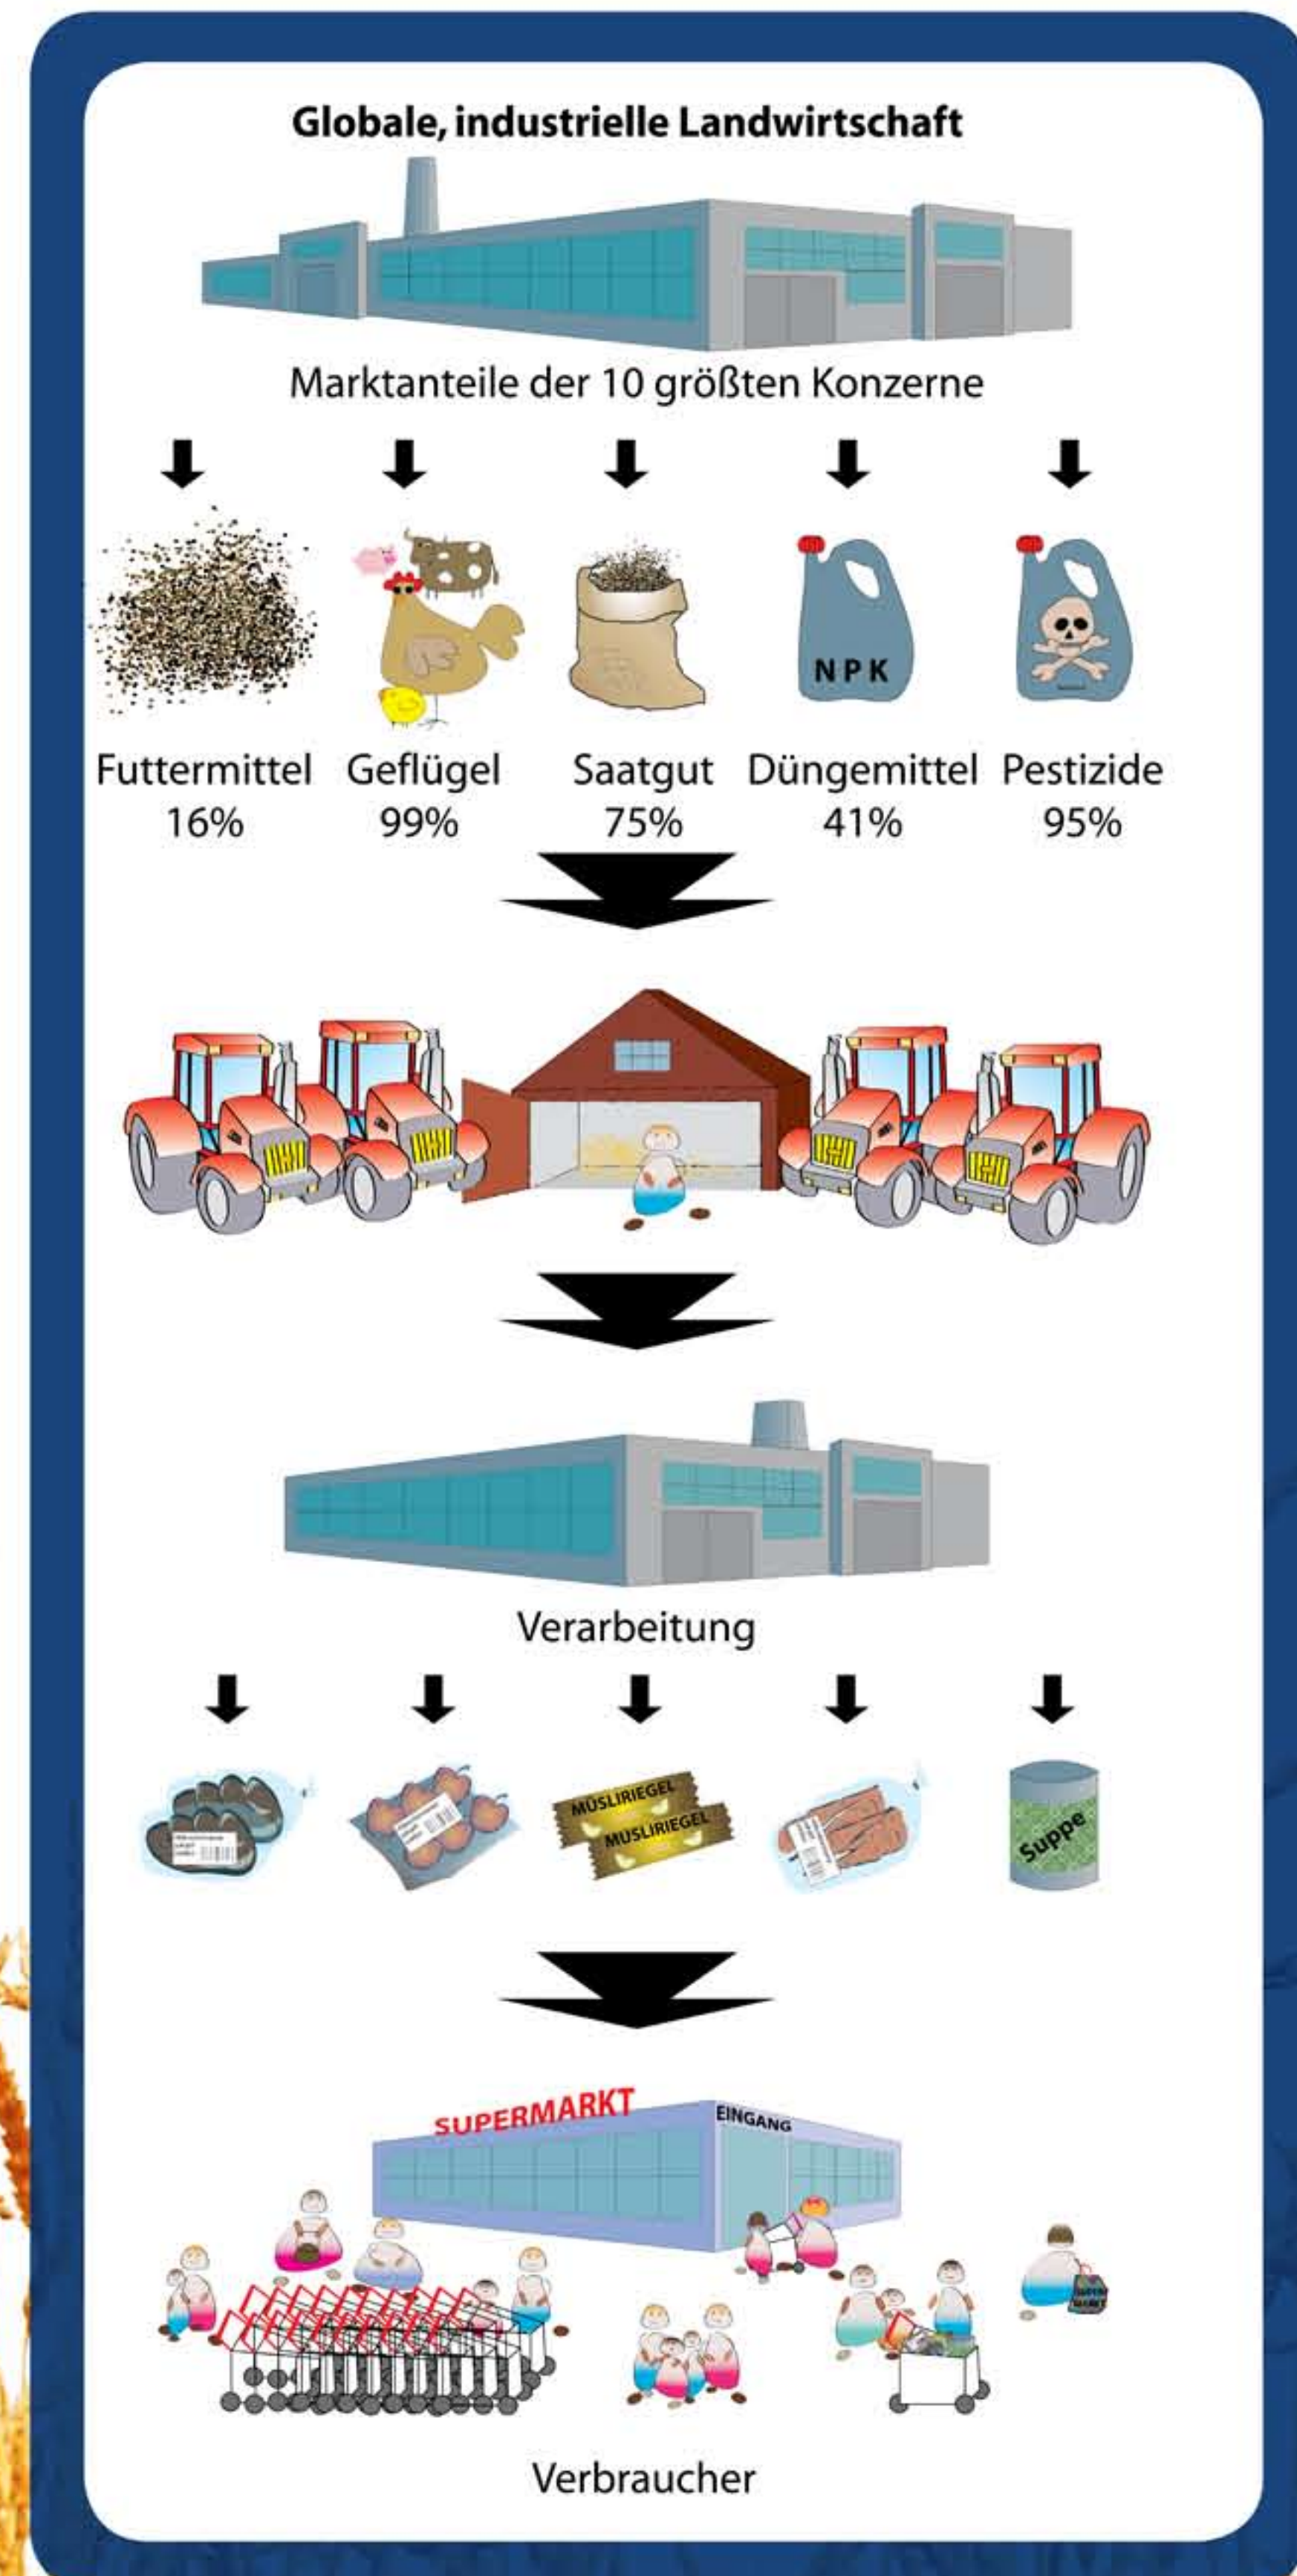 Globale, industrielle Landwirtschaft
Marktanteile der 10 größten Konzerne
NPK
Futtermittel Geflügel Saatgut Düngemittel Pestizide
16% 99% 75% 41% 95%
Verarbeitung
MÜSLIRIEGEL
MÜSLIRIEGEL
Suppe
SUPERMARKT
EINGANG
Verbraucher